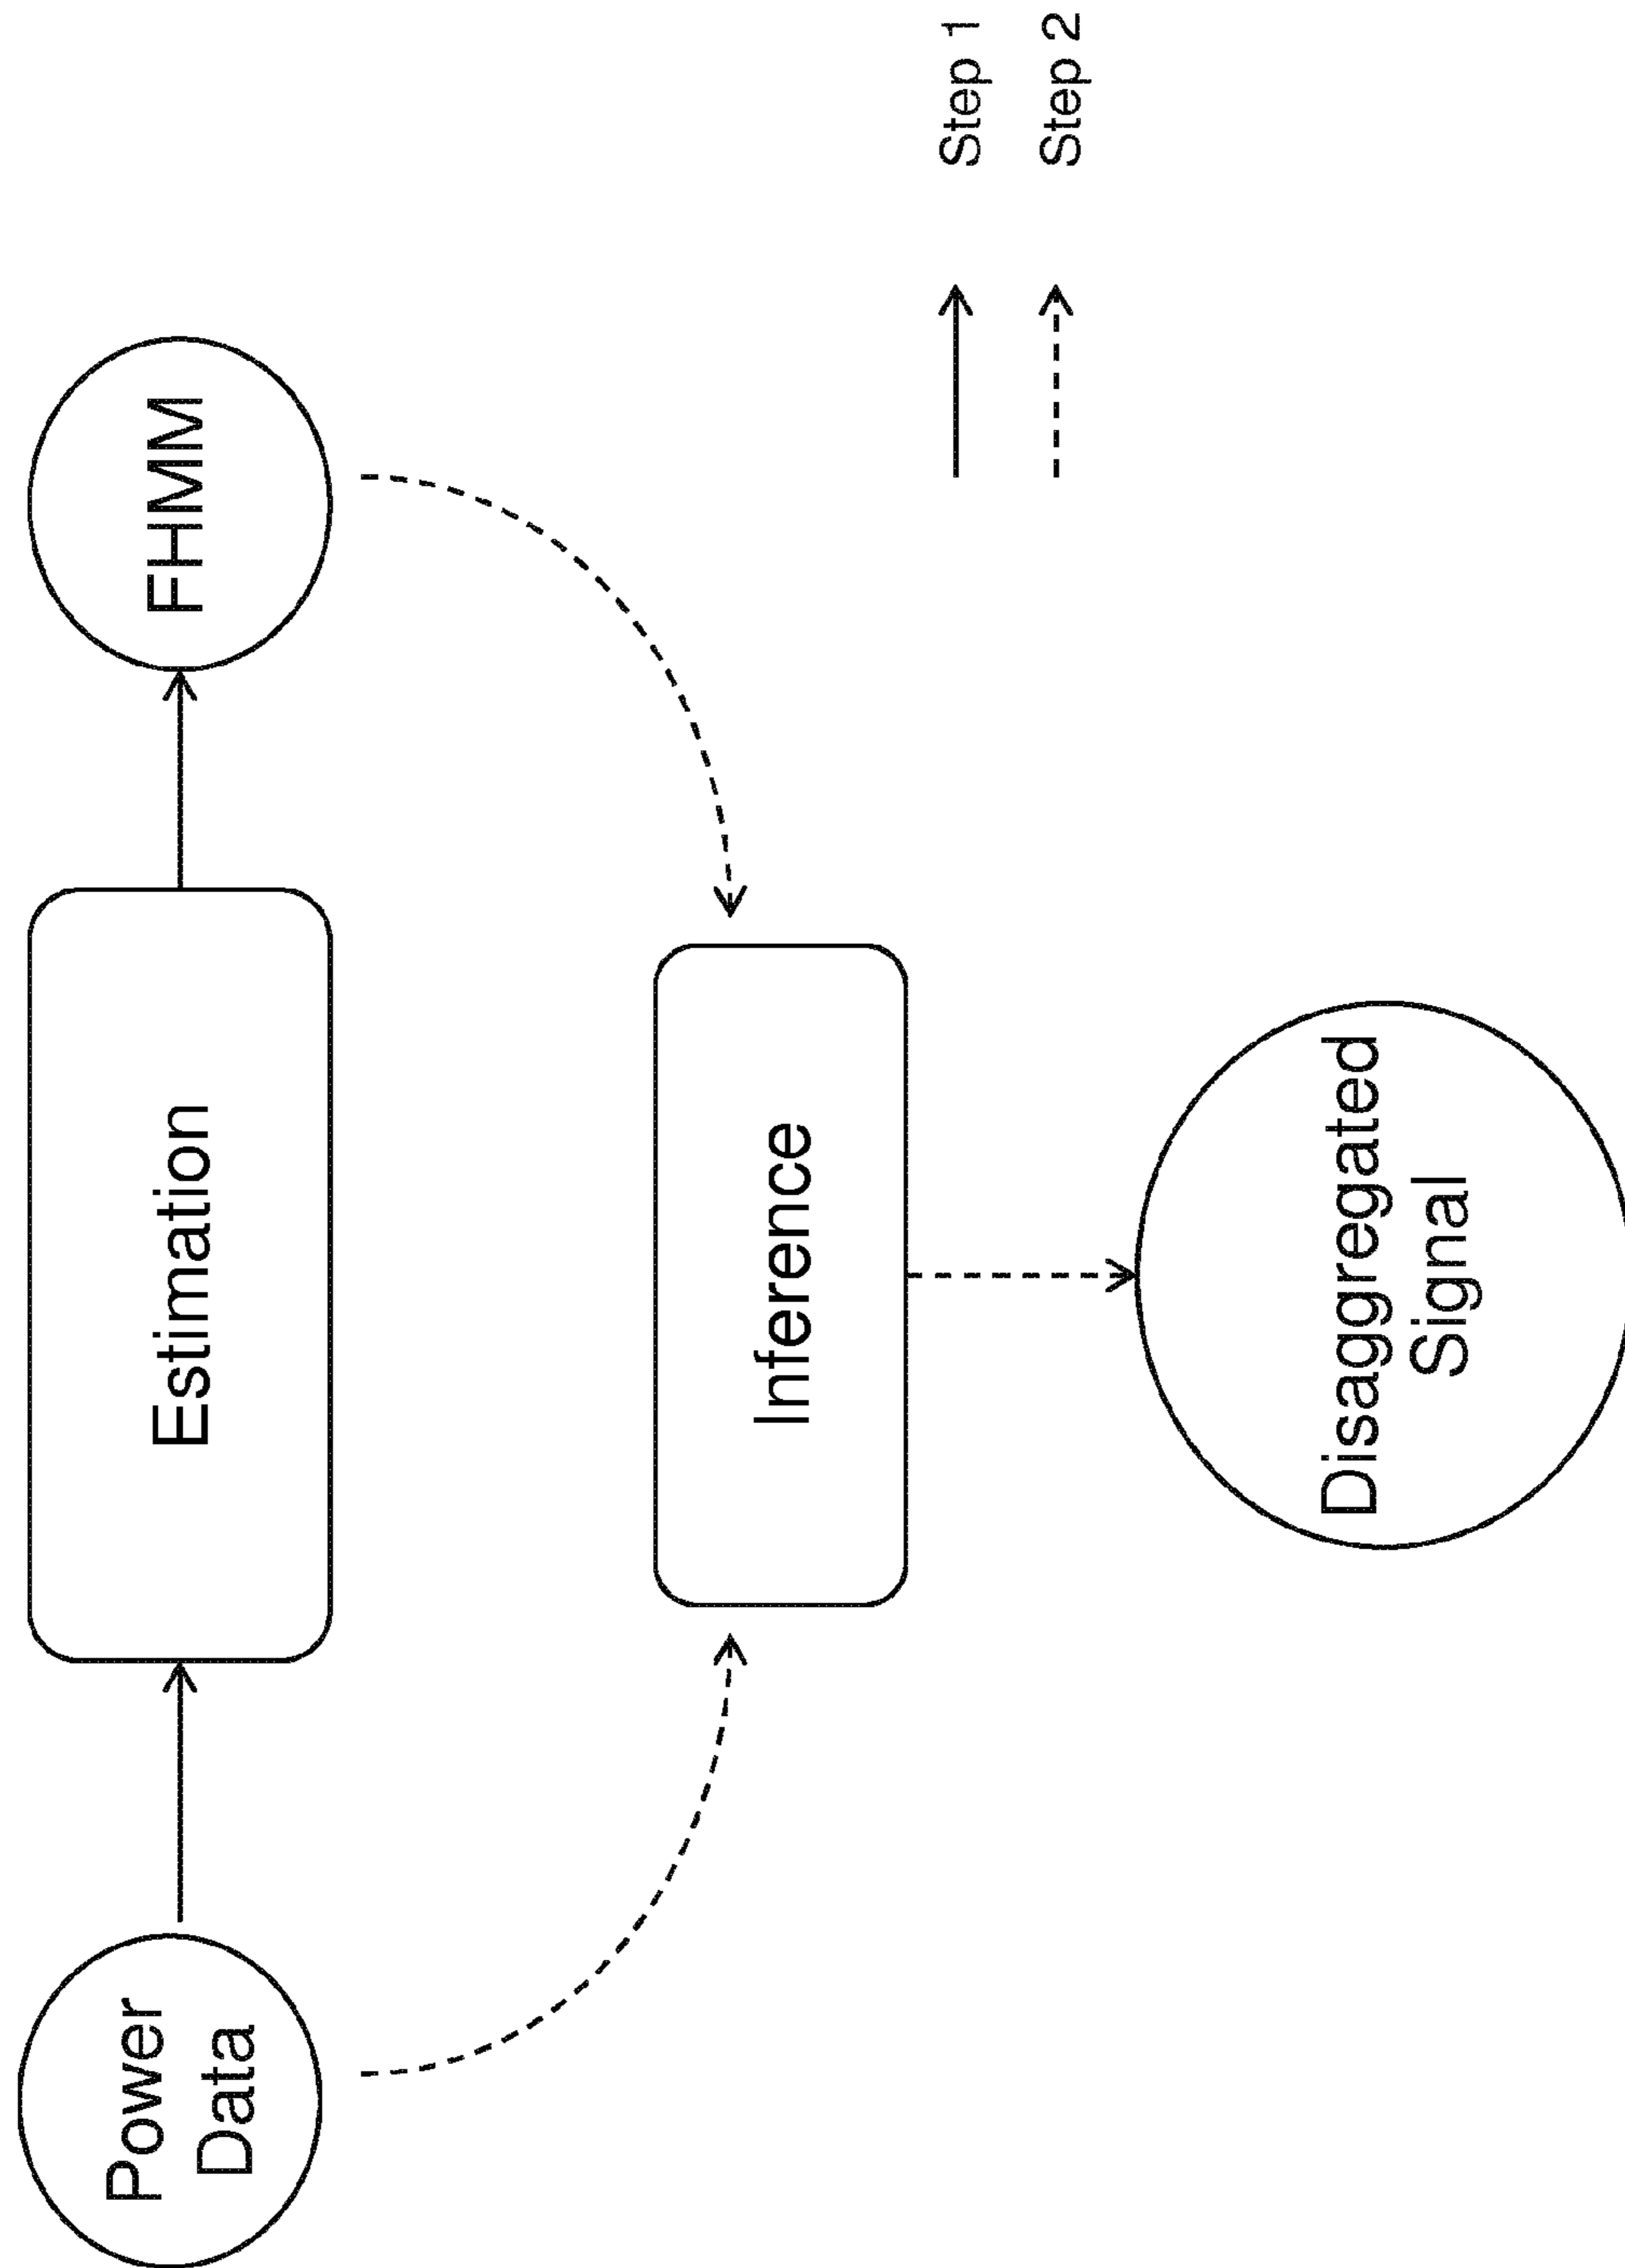 Power
Data
Estimation
FHMM
Inference
Disaggregated
Signal
Step 1
Step 2